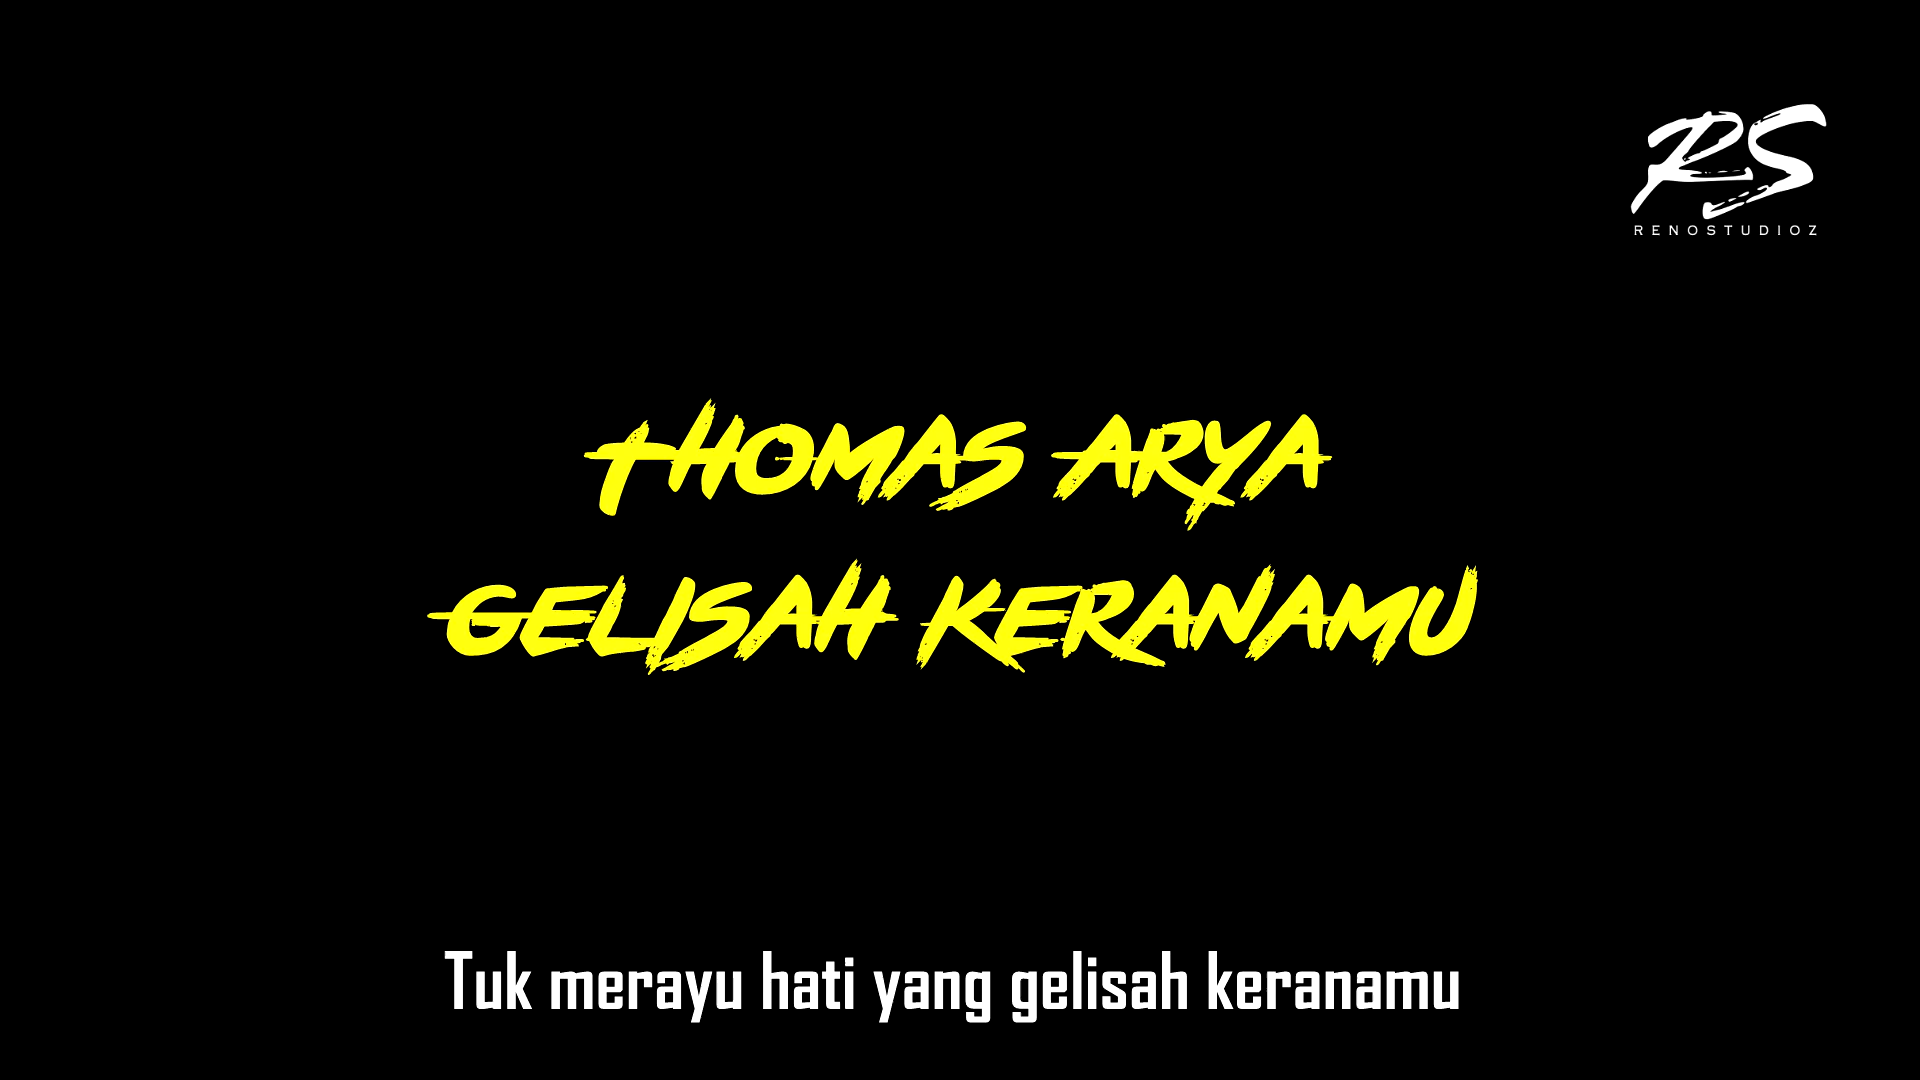 RS
RENOSTUDIOZ
THOMAS ARYA
GELISAH KERANAMU
Tuk merayu hati yang gelisah keranamu